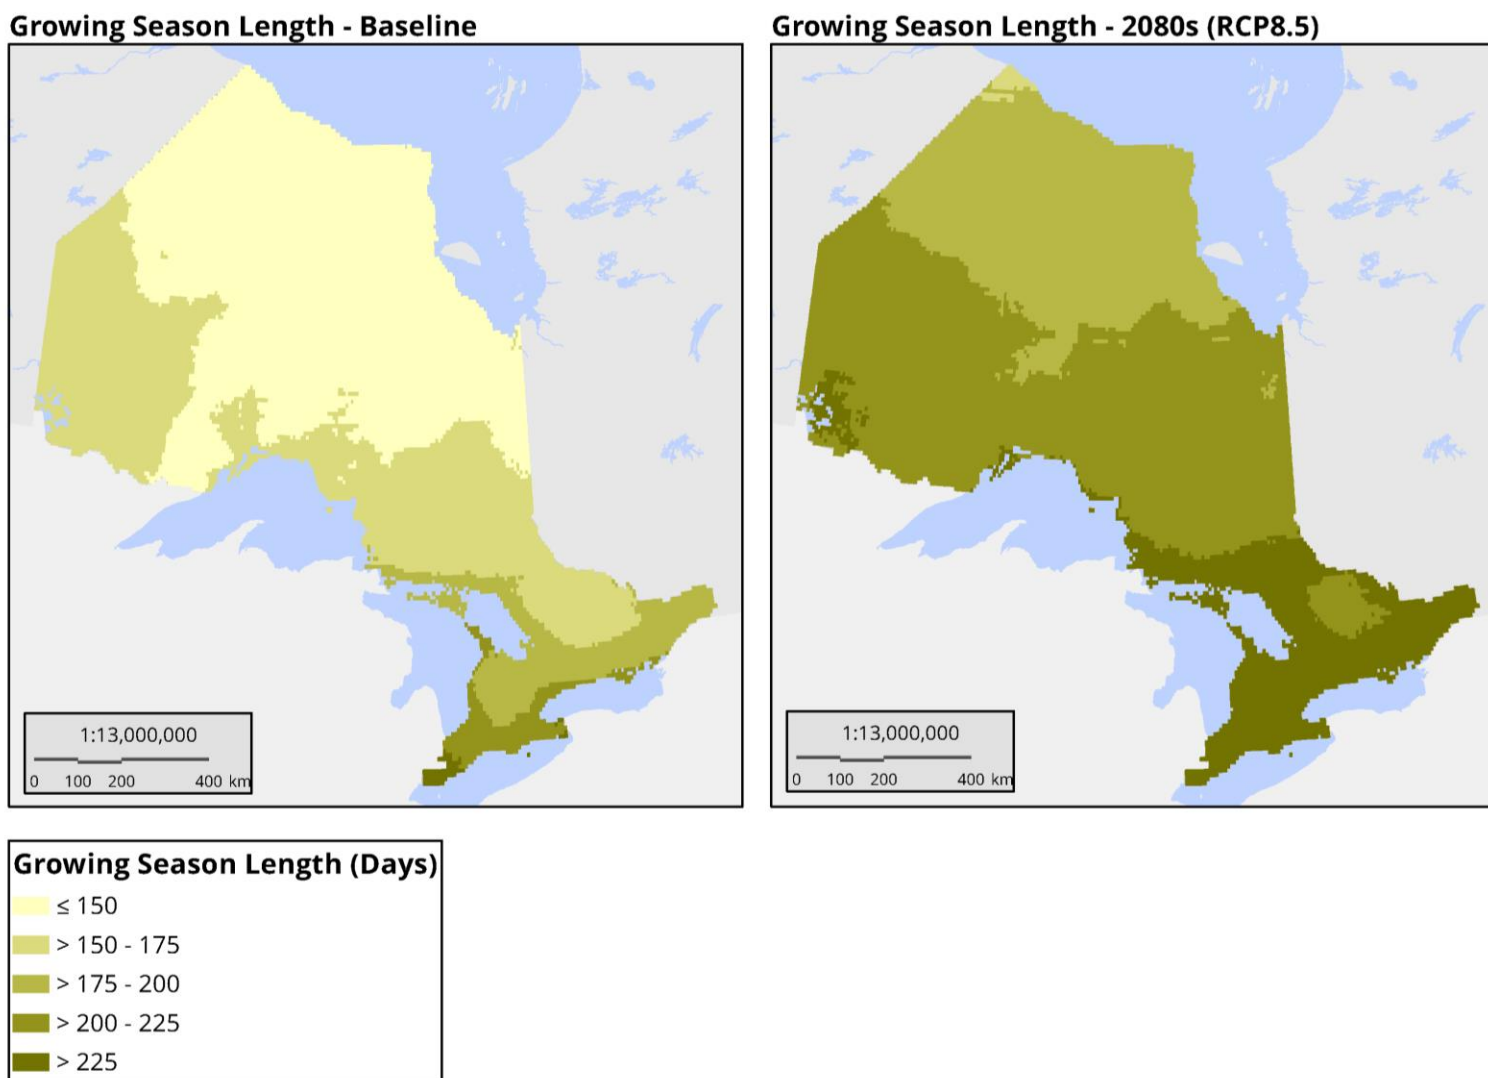 Growing Season Length - Baseline
Growing Season Length - 2080s (RCP8.5)
1:13,000,000
0 100 200 400 km
1:13,000,000
0 100 200 400 km
Growing Season Length (Days)
≤ 150
> 150 - 175
> 175 - 200
> 200 - 225
> 225